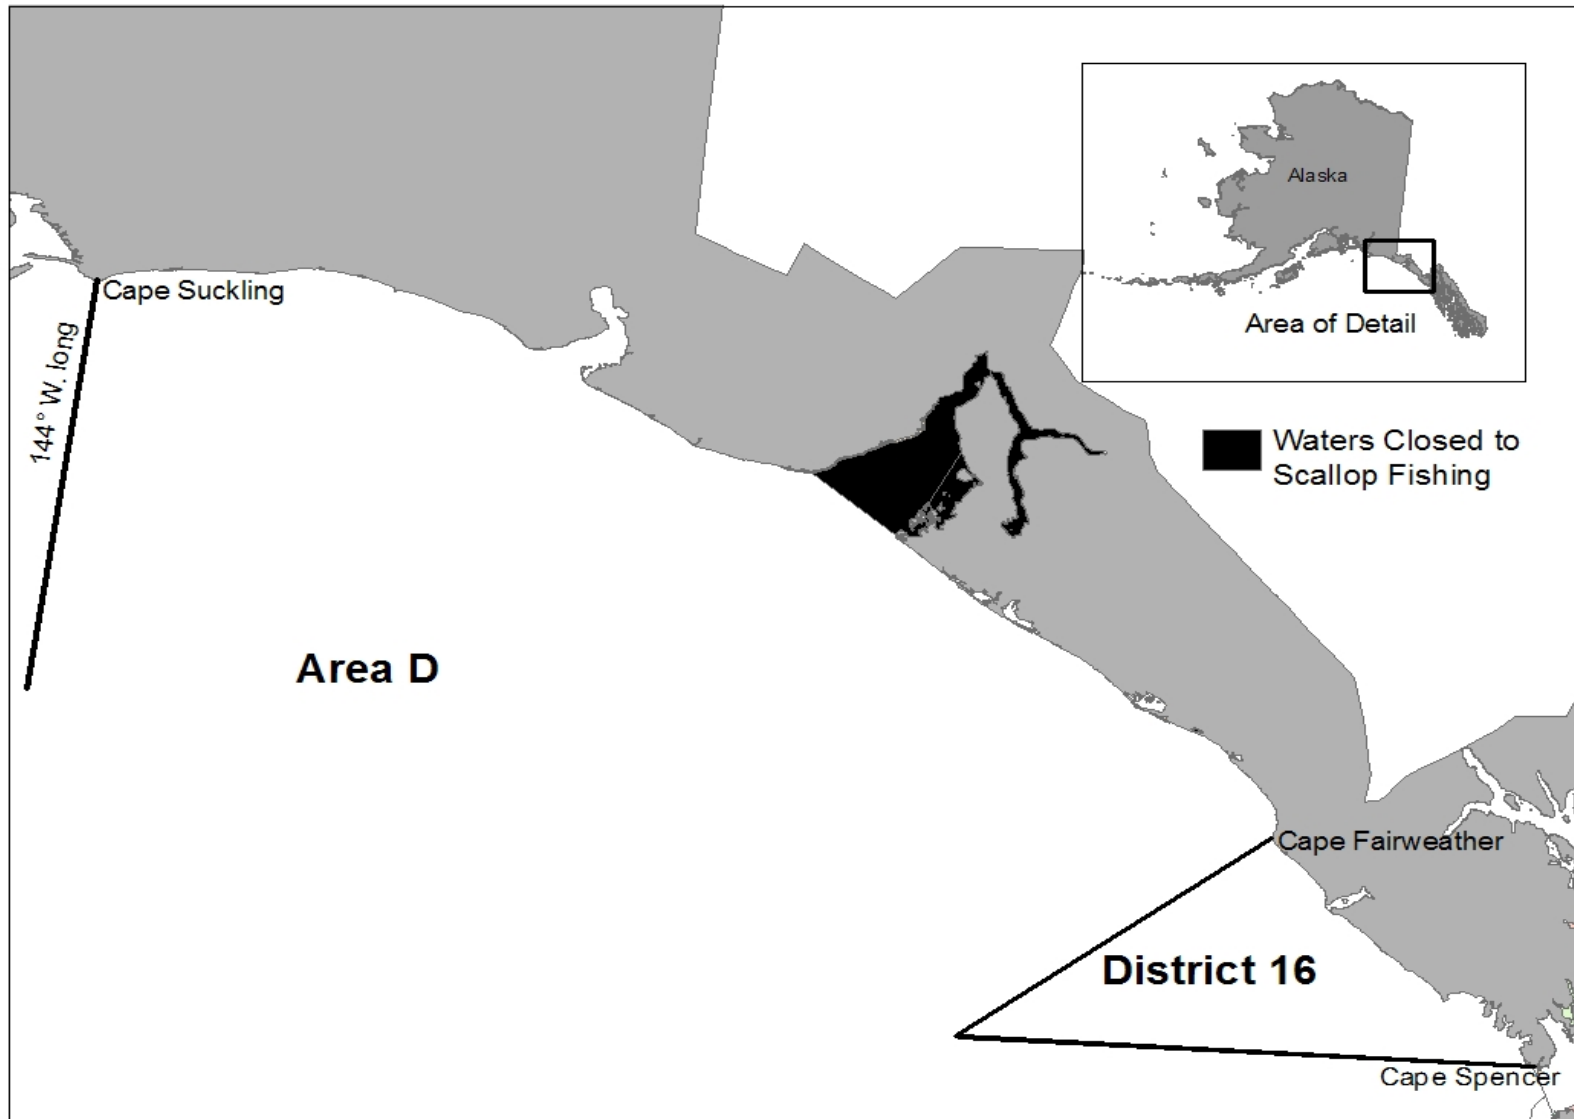 Alaska
Cape Suckling
Area of Detail
144° W. long
Waters Closed to
Scallop Fishing
Area D
Cape Fairweather
District 16
Cape Spencer